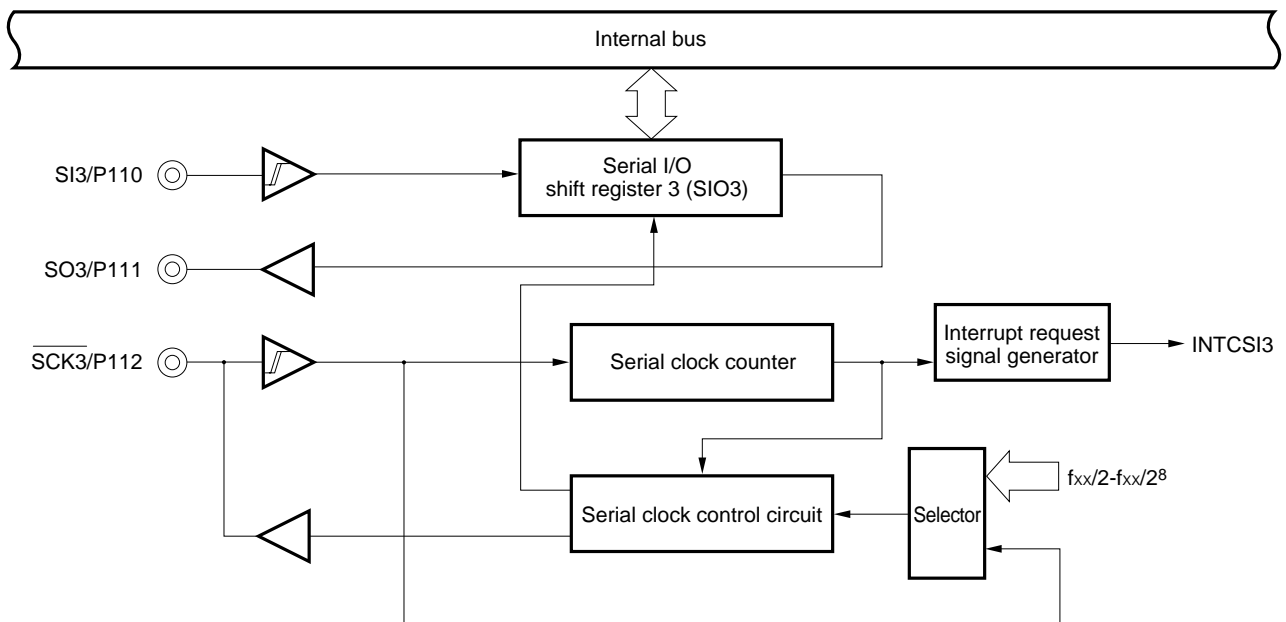 Internal bus
SI3/P110
Serial I/O
shift register 3 (SIO3)
SO3/P111
SCK3/P112
Serial clock counter
Interrupt request
signal generator
INTCSI3
Serial clock control circuit
Selector
fxx/2-fxx/2⁸